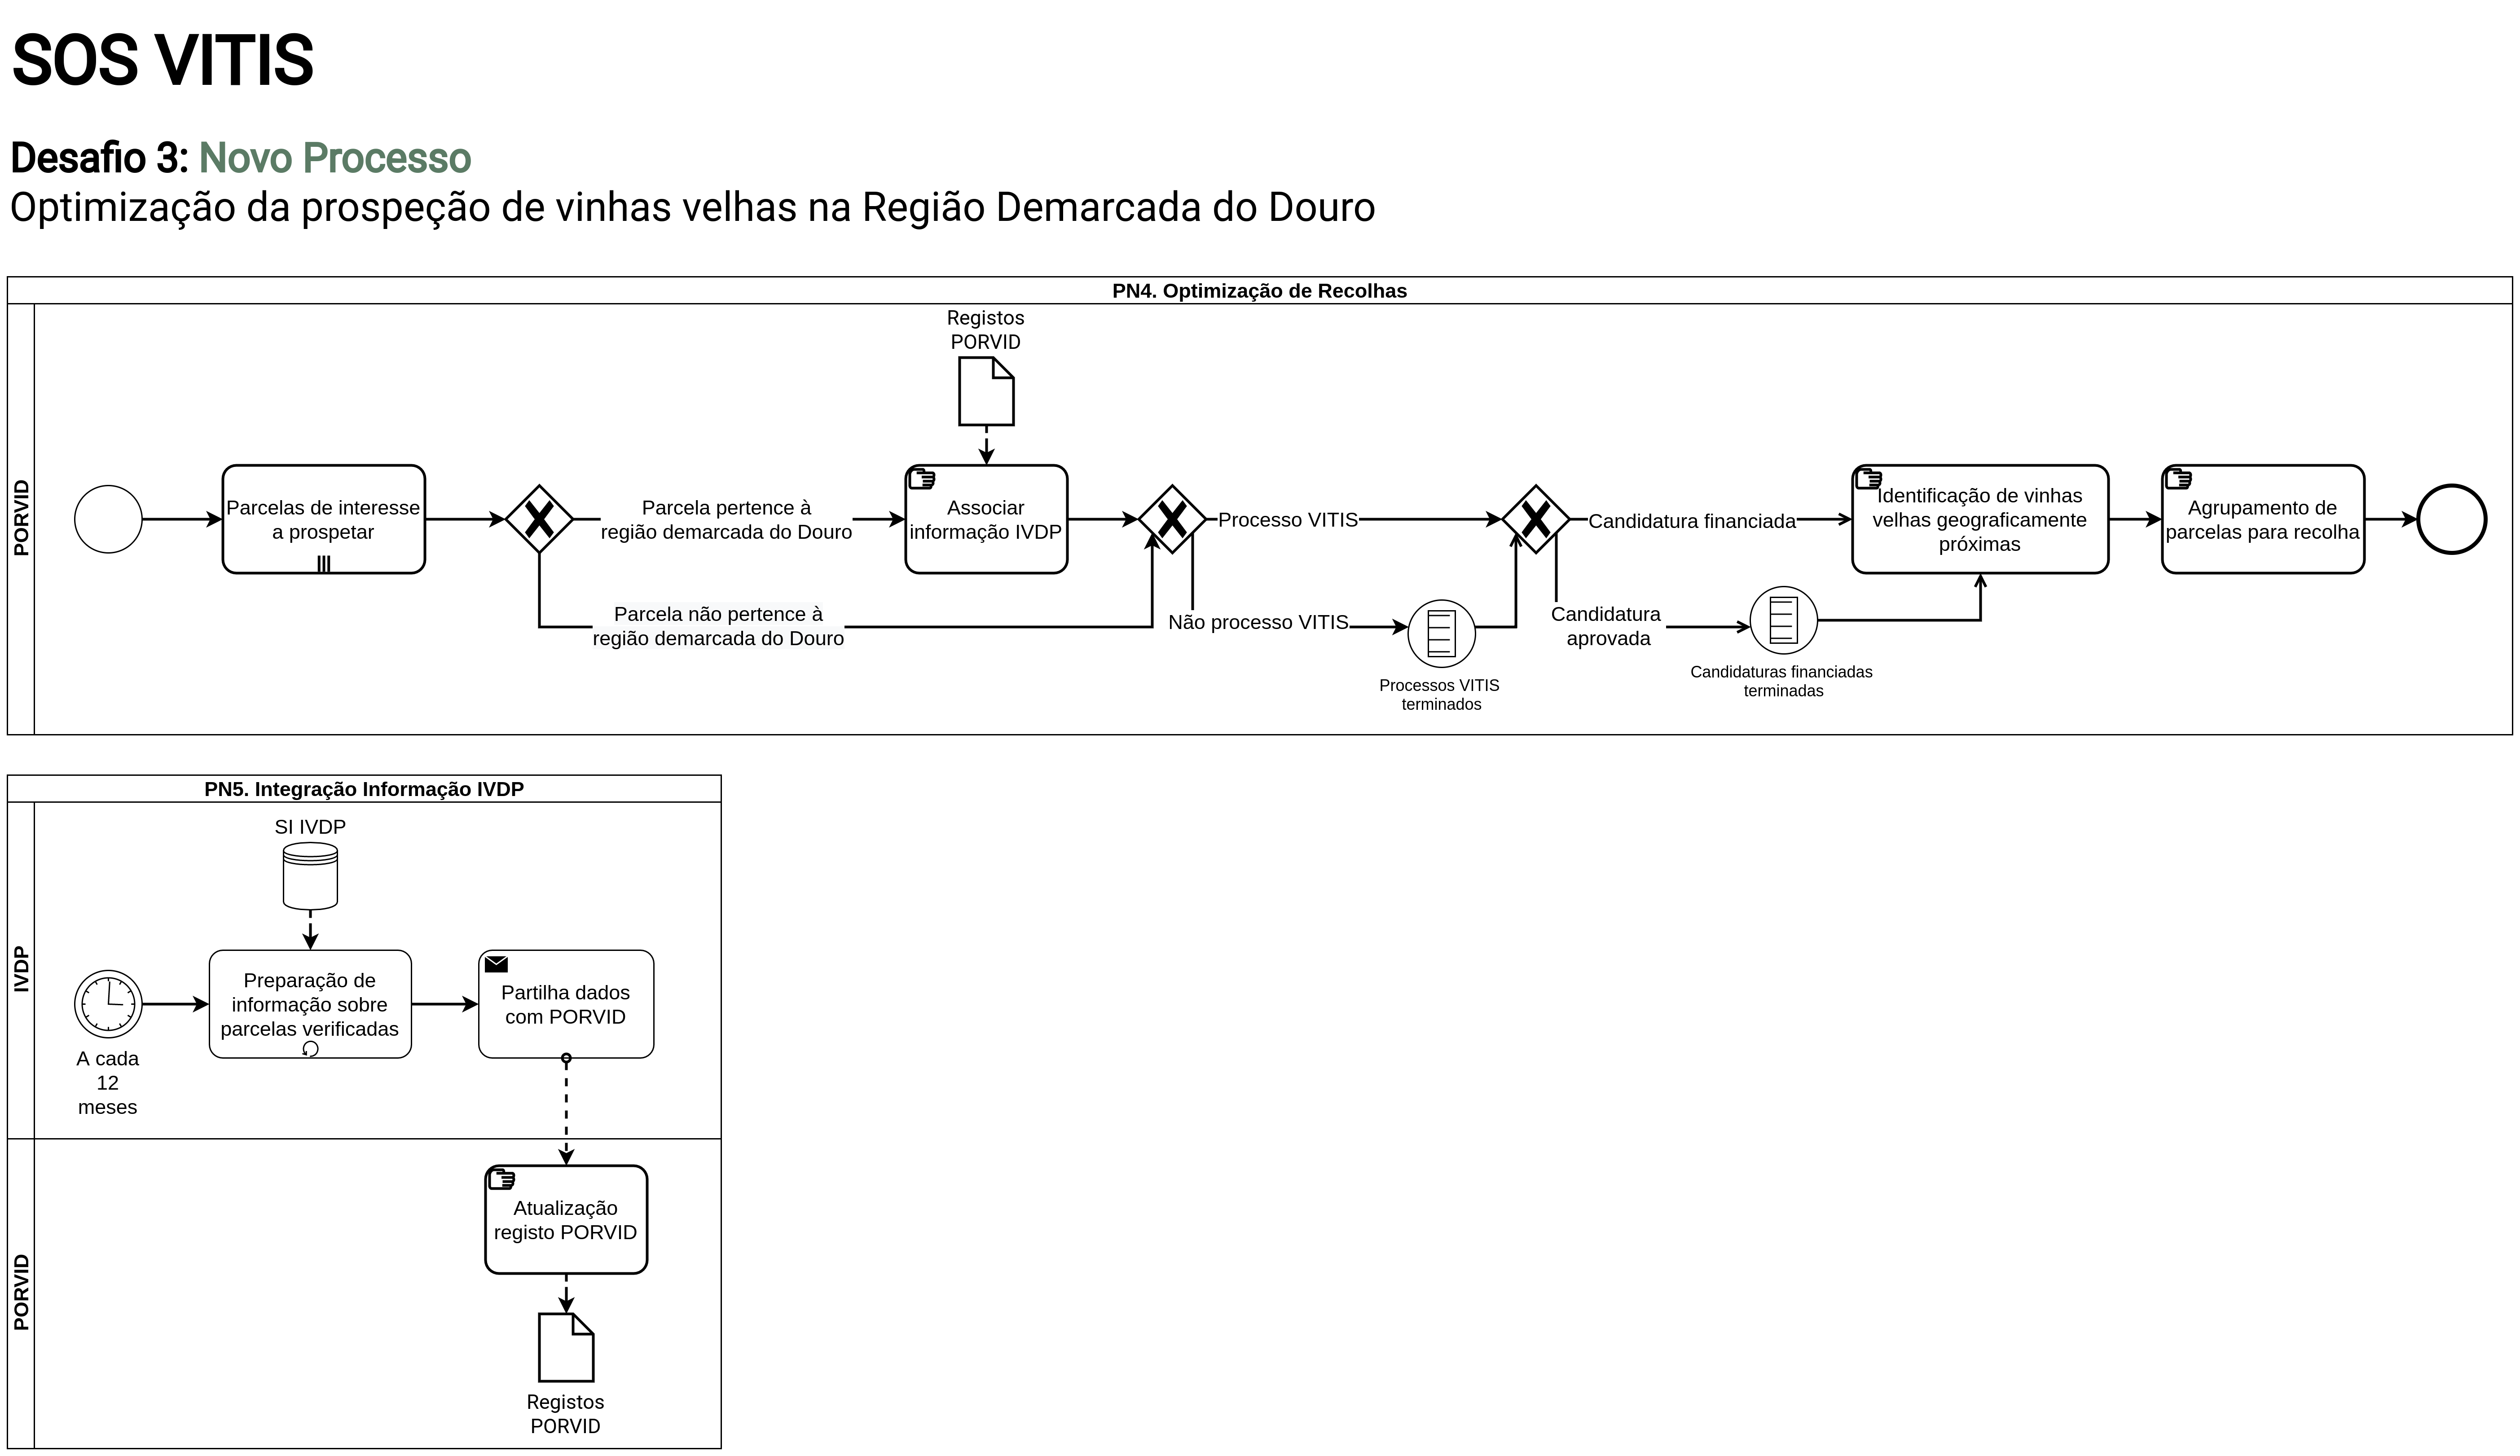 SOS VITIS
Desafio 3: Novo Processo
Optimização da prospeção de vinhas velhas na Região Demarcada do Douro
PN4. Optimização de Recolhas
PORVID
Registos
PORVID
Parcelas de interesse
a prospetar
Parcela pertence à
região demarcada do Douro
Parcela não pertence à
região demarcada do Douro
Associar
informação IVDP
Processo VITIS
Não processo VITIS
Processos VITIS
terminados
Candidatura financiada
Candidatura
aprovada
Candidaturas financiadas
terminadas
Identificação de vinhas
velhas geograficamente
próximas
Agrupamento de
parcelas para recolha
PN5. Integração Informação IVDP
IVDP
SI IVDP
A cada
12
meses
Preparação de
informação sobre
parcelas verificadas
Partilha dados
com PORVID
PORVID
Atualização
registo PORVID
Registos
PORVID